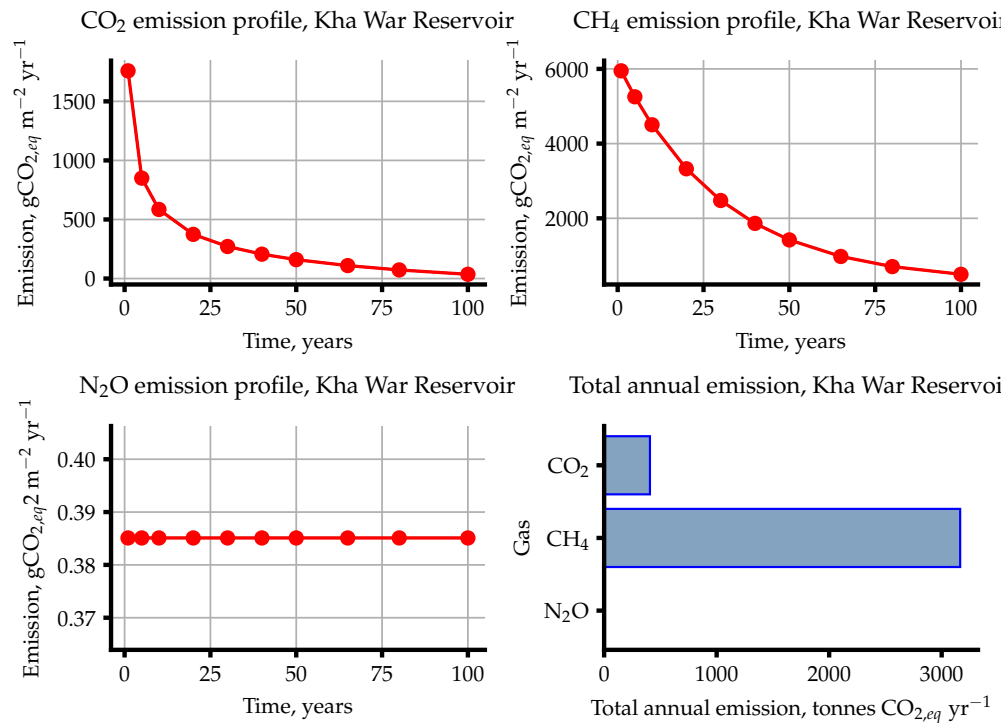 CO₂ emission profile, Kha War Reservoir
Emission, gCO₂,eq m⁻² yr⁻¹
1500
1000
500
0
0 25 50 75 100
Time, years
CH₄ emission profile, Kha War Reservoir
Emission, gCO₂,eq m⁻² yr⁻¹
6000
4000
2000
0 25 50 75 100
Time, years
N₂O emission profile, Kha War Reservoir
Emission, gCO₂,eq2 m⁻² yr⁻¹
0.40
0.39
0.38
0.37
0 25 50 75 100
Time, years
Total annual emission, Kha War Reservoi
Gas
CO₂
CH₄
N₂O
0 1000 2000 3000
Total annual emission, tonnes CO₂,eq yr⁻¹